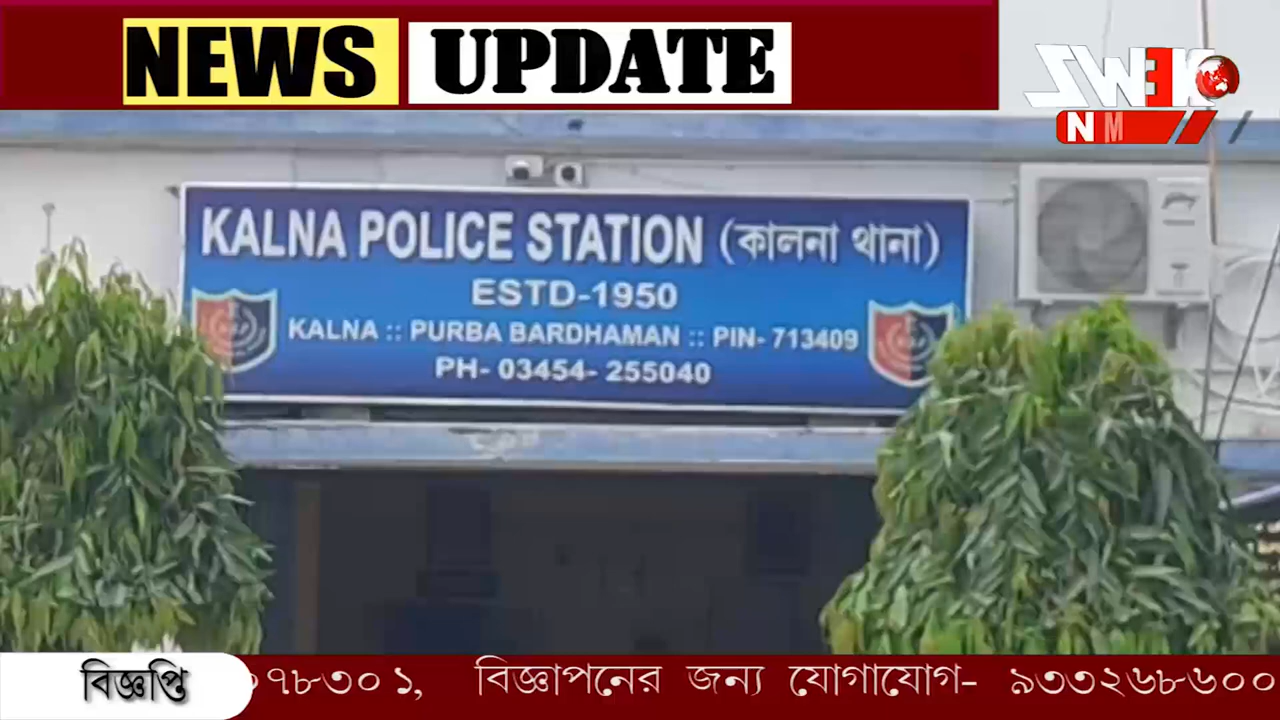 NEWS UPDATE
KALNA POLICE STATION (কালনা থানা)
ESTD-1950
KALNA :: PURBA BARDHAMAN :: PIN- 713409
PH- 03454- 255040
বিজ্ঞপ্তি ৭৮৩০১, বিজ্ঞাপনের জন্য যোগাযোগ- ৯৩৩২৬৮৬০০